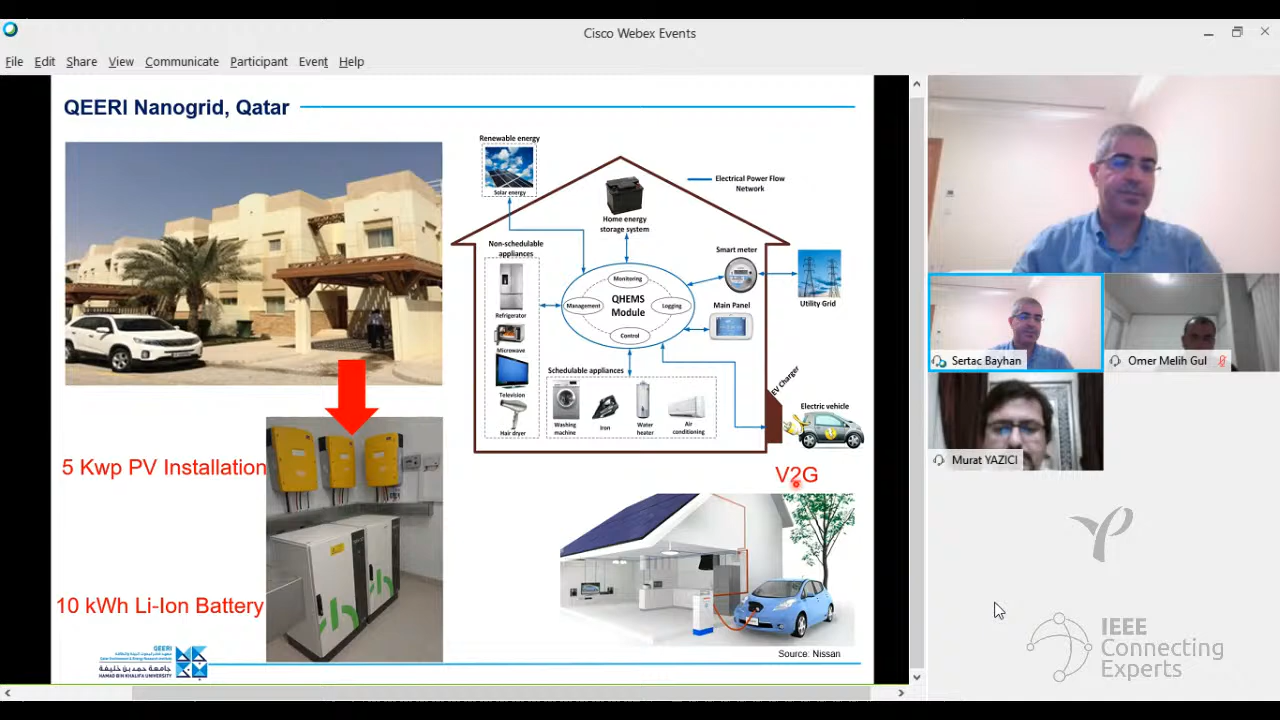 Cisco Webex Events
File Edit Share View Communicate Participant Event Help
QEERI Nanogrid, Qatar
Renewable energy
Solar energy
Home energy
storage system
Electrical Power Flow
Network
Non-schedulable
appliances
Refrigerator
Microwave
Television
Hair dryer
Monitoring
Management
QHEMS
Module
Logging
Control
Smart meter
Main Panel
Utility Grid
Schedulable appliances
Washing
machine
Iron
Water
heater
Air
conditioning
EV Charger
Electric vehicle
V2G
5 Kwp PV Installation
10 kWh Li-Ion Battery
Source: Nissan
QEERI
جامعة حمد بن خليفة
HAMAD BIN KHALIFA UNIVERSITY
Sertac Bayhan
Omer Melih Gul
Murat YAZICI
IEEE
Connecting
Experts